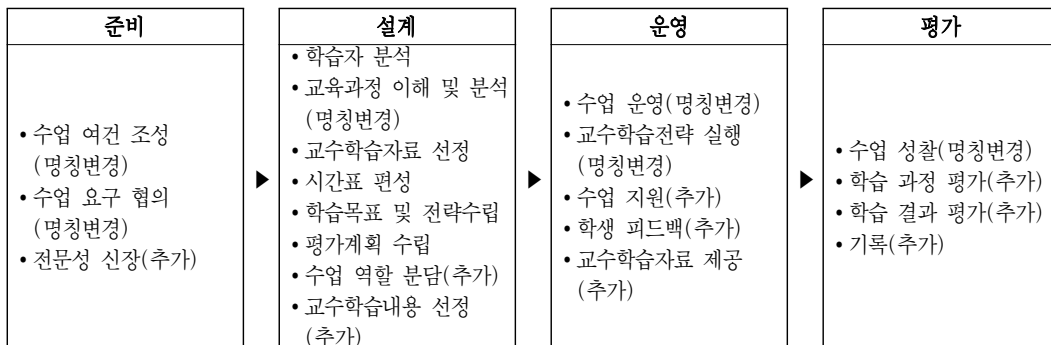 준비
• 수업 여건 조성
(명칭변경)
• 수업 요구 협의
(명칭변경)
• 전문성 신장(추가)
▶
설계
• 학습자 분석
• 교육과정 이해 및 분석
(명칭변경)
• 교수학습자료 선정
• 시간표 편성
• 학습목표 및 전략수립
• 평가계획 수립
• 수업 역할 분담(추가)
• 교수학습내용 선정
(추가)
▶
운영
• 수업 운영(명칭변경)
• 교수학습전략 실행
(명칭변경)
• 수업 지원(추가)
• 학생 피드백(추가)
• 교수학습자료 제공
(추가)
▶
평가
• 수업 성찰(명칭변경)
• 학습 과정 평가(추가)
• 학습 결과 평가(추가)
• 기록(추가)